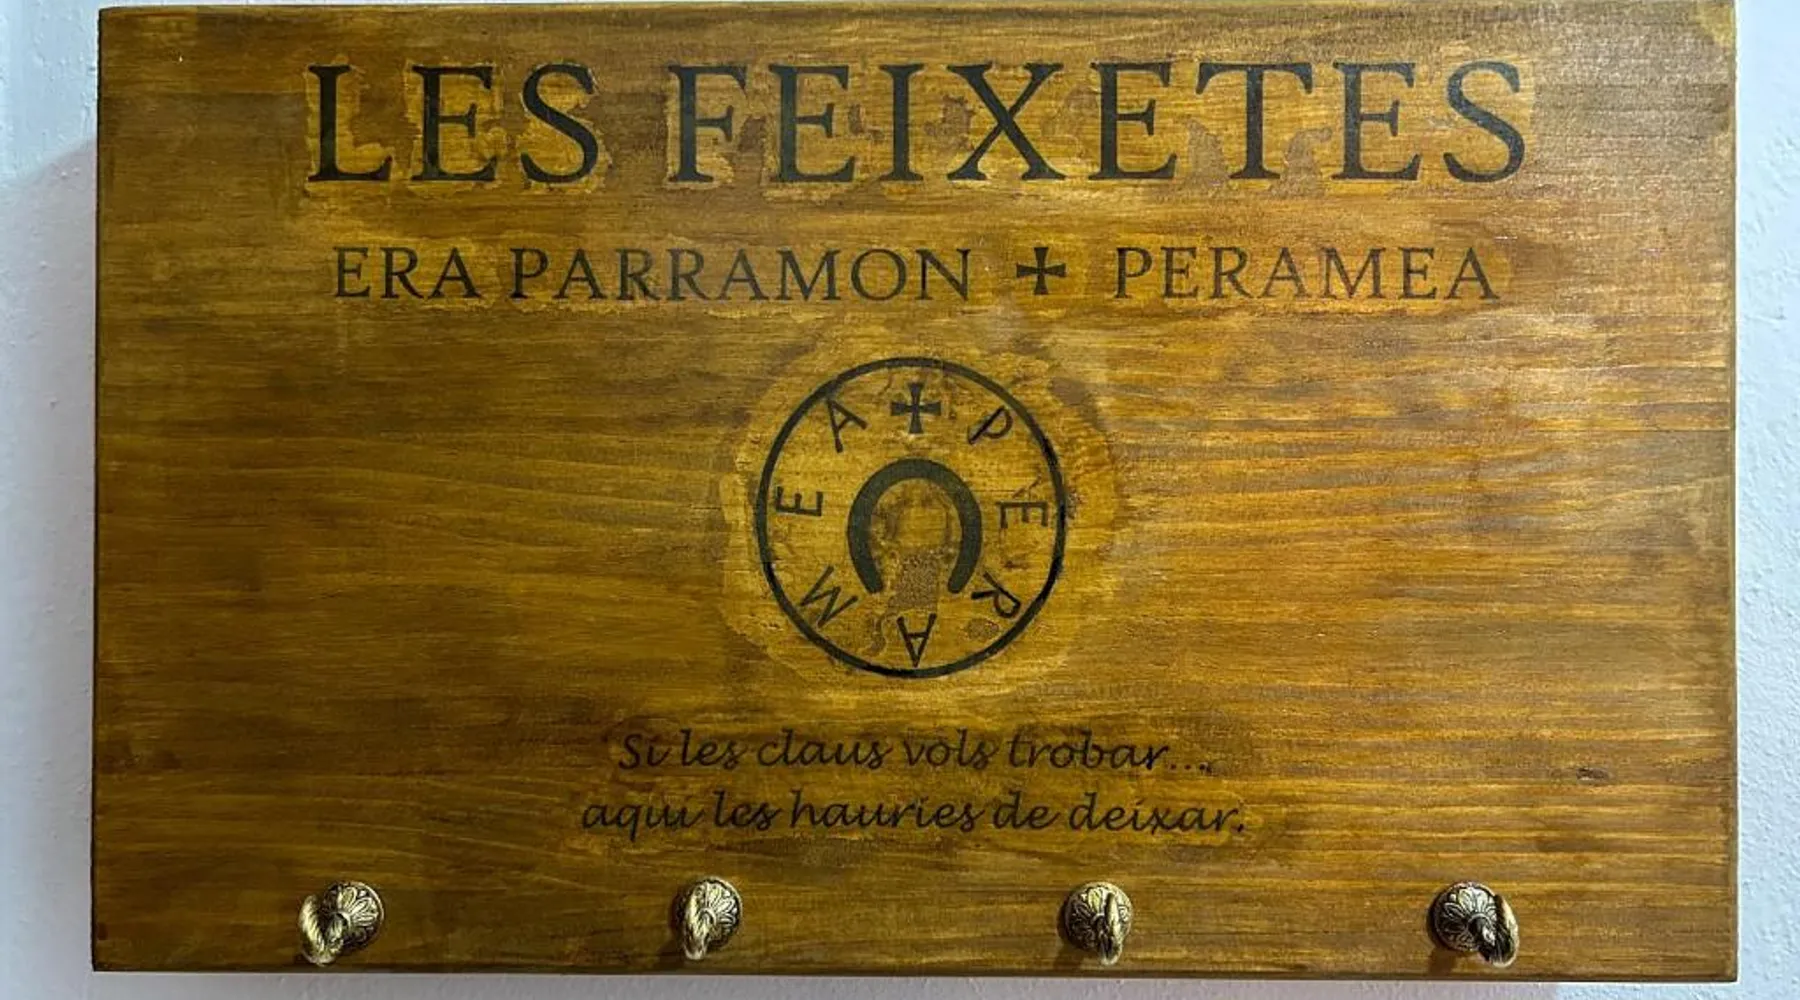 LES FEIXETES
ERA PARRAMON ✠ PERAMEA
✠ PERAMEA
Si les claus vols trobar...
aquí les hauries de deixar.